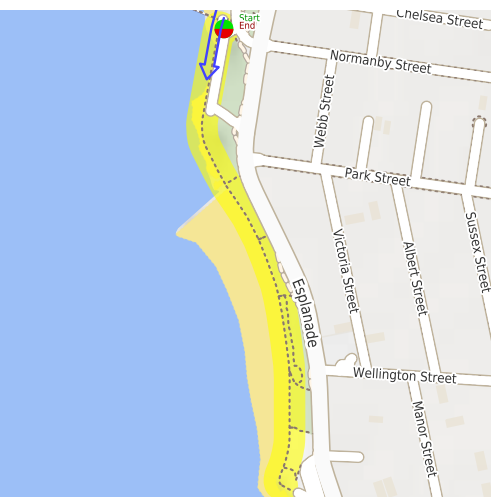 Chelsea Street
Start
End
Normanby Street
Webb Street
Park Street
Sussex Street
Victoria Street
Albert Street
Esplanade
Wellington Street
Manor Street